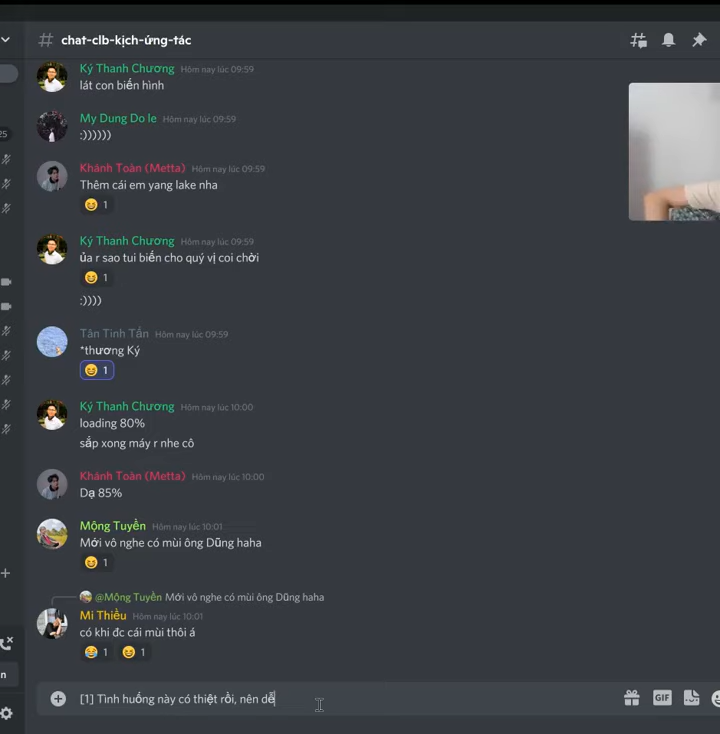 chat-clb-kịch-ứng-tác
Ký Thanh Chương Hôm nay lúc 09:59
lát con biến hình
My Dung Do le Hôm nay lúc 09:59
:))))))
25
Khánh Toàn (Metta) Hôm nay lúc 09:59
Thêm cái em yang lake nha
1
Ký Thanh Chương Hôm nay lúc 09:59
ủa r sao tui biến cho quý vị coi chời
1
:))))
Tân Tinh Tấn Hôm nay lúc 09:59
*thương Ký
1
Ký Thanh Chương Hôm nay lúc 10:00
loading 80%
sắp xong máy r nhe cô
Khánh Toàn (Metta) Hôm nay lúc 10:00
Dạ 85%
Mộng Tuyền Hôm nay lúc 10:01
Mới vô nghe có mùi ông Dũng haha
1
@Mộng Tuyền Mới vô nghe có mùi ông Dũng haha
Mi Thiều Hôm nay lúc 10:01
có khi đc cái mùi thôi á
1 1
n
[1] Tình huống này có thiệt rồi, nên dễ
GIF